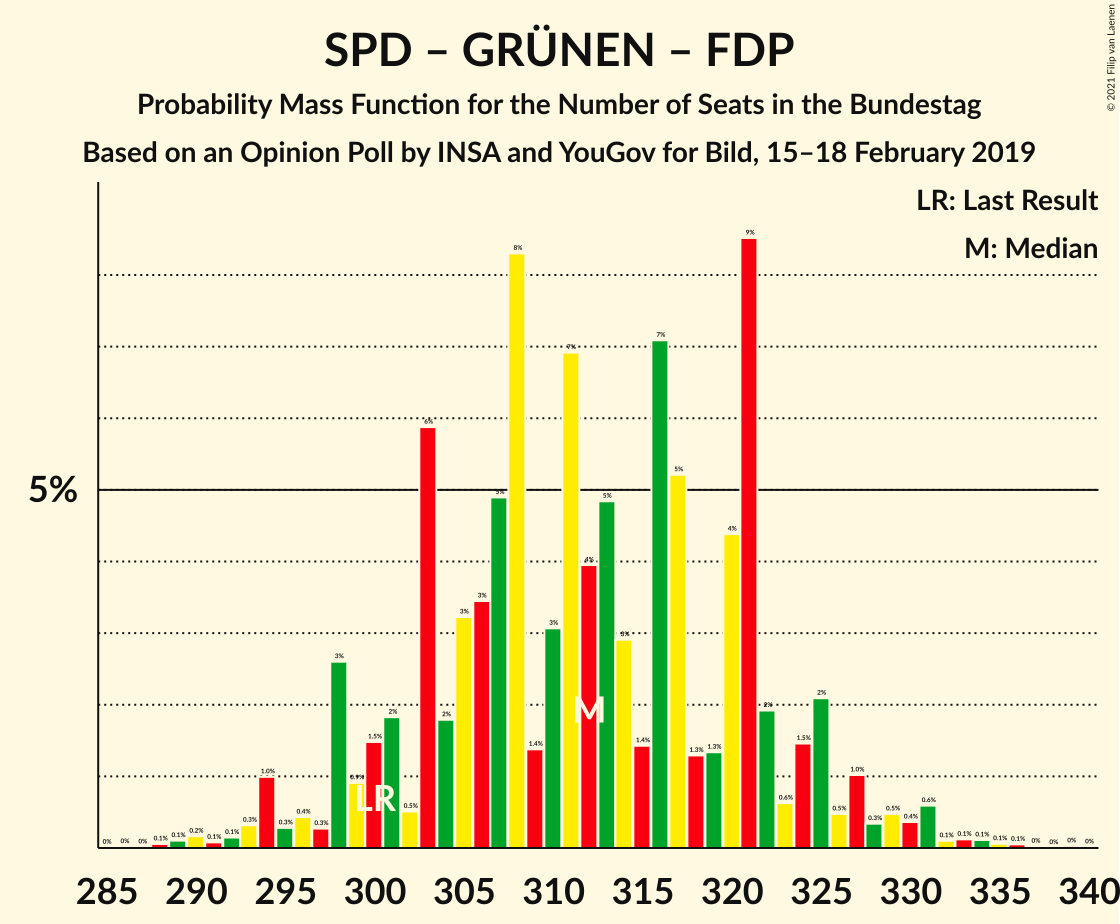 SPD – GRÜNEN – FDP
Probability Mass Function for the Number of Seats in the Bundestag
Based on an Opinion Poll by INSA and YouGov for Bild, 15–18 February 2019
© 2021 Filip van Laenen
LR: Last Result
M: Median
5%
0% 0% 0% 0.1% 0.1% 0.2% 0.1% 0.1% 0.3% 1.0% 0.3% 0.4% 0.3% 3% 0.9% 1.5% 2% 0.5% 6% 2% 3% 3% 5% 8% 1.4% 3% 7% 4% 5% 3% 1.4% 7% 5% 1.3% 1.3% 4% 9% 2% 0.6% 1.5% 2% 0.5% 1.0% 0.3% 0.5% 0.4% 0.6% 0.1% 0.1% 0.1% 0.1% 0.1% 0% 0% 0% 0%
LR
M
285 290 295 300 305 310 315 320 325 330 335 340